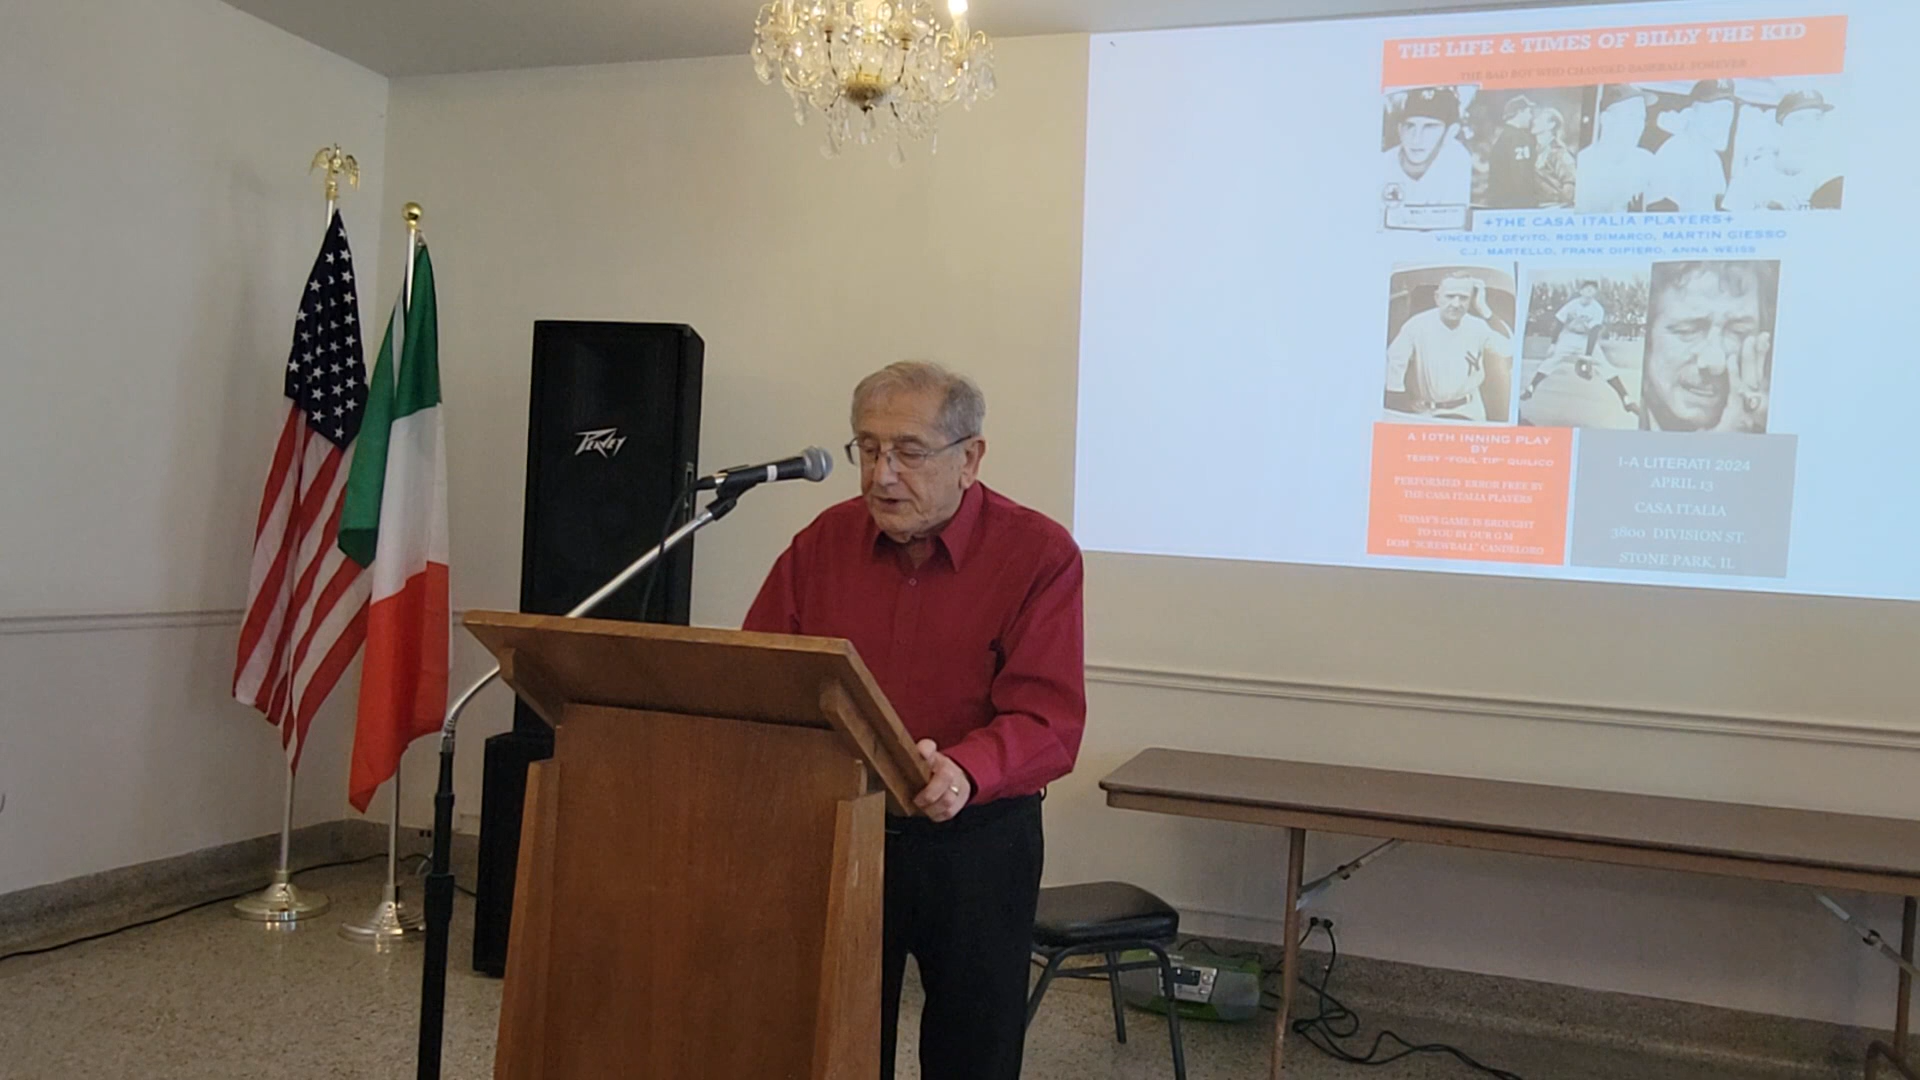 THE LIFE & TIMES OF BILLY THE KID
THE BAD BOY WHO CHANGED BASEBALL FOREVER
+THE CASA ITALIA PLAYERS+
VINCENZO DEVITO, ROSS DIMARCO, MARTIN GIESSO
C.J. MARTELLO, FRANK DIPIERO, ANNA WEISS
A 10TH INNING PLAY
BY
TERRY "FOUL TIP" QUILICO
PERFORMED ERROR FREE BY
THE CASA ITALIA PLAYERS
TODAY'S GAME IS BROUGHT
TO YOU BY OUR G M
DOM "SCREWBALL" CANDELORO
I-A LITERATI 2024
APRIL 13
CASA ITALIA
3800 DIVISION ST.
STONE PARK, IL
PEAVEY
20